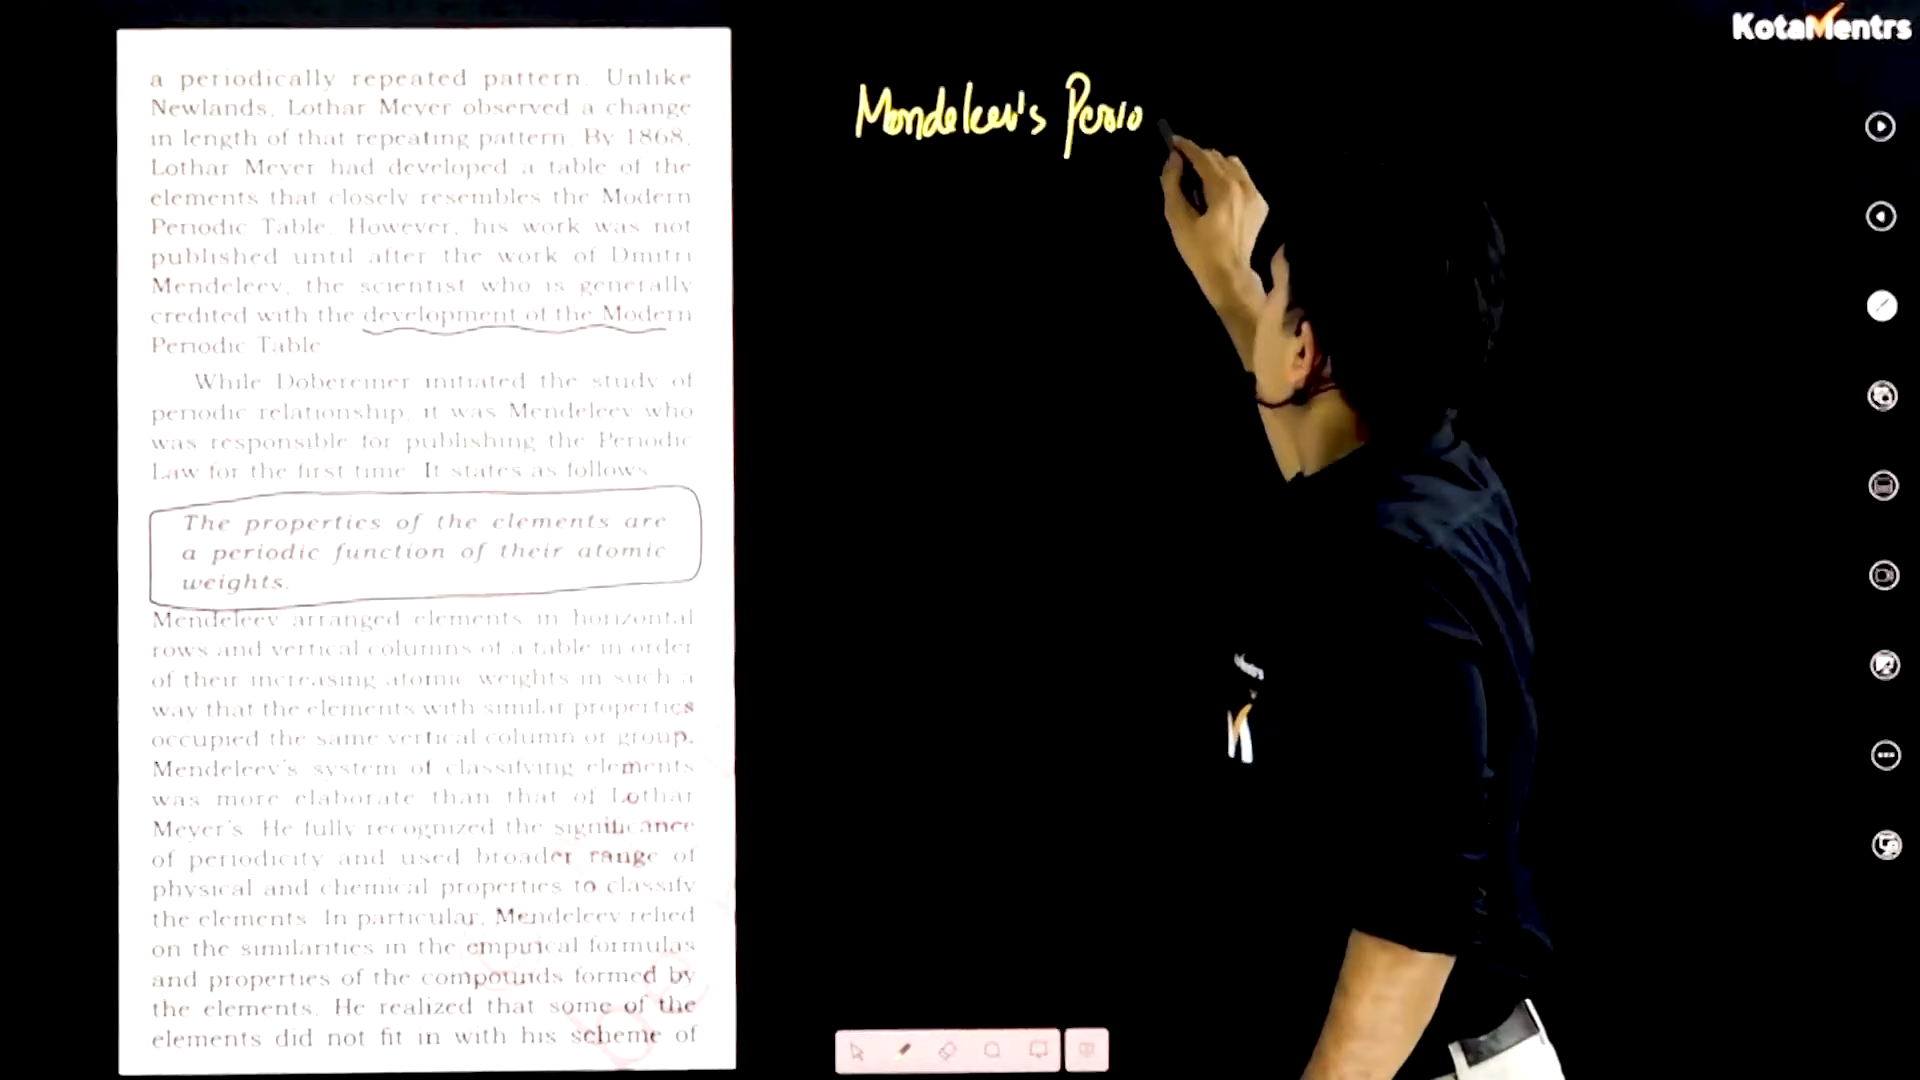 a periodically repeated pattern. Unlike
Newlands, Lothar Meyer observed a change
in length of that repeating pattern. By 1868,
Lothar Meyer had developed a table of the
elements that closely resembles the Modern
Periodic Table. However, his work was not
published until after the work of Dmitri
Mendeleev, the scientist who is generally
credited with the development of the Modern
Periodic Table.
While Dobereiner initiated the study of
periodic relationship, it was Mendeleev who
was responsible for publishing the Periodic
Law for the first time. It states as follows
The properties of the elements are
a periodic function of their atomic
weights.
Mendeleev arranged elements in horizontal
rows and vertical columns of a table in order
of their increasing atomic weights in such a
way that the elements with similar properties
occupied the same vertical column or group.
Mendeleev's system of classifying elements
was more elaborate than that of Lothar
Meyer's. He fully recognized the significance
of periodicity and used broader range of
physical and chemical properties to classify
the elements. In particular, Mendeleev relied
on the similarities in the empirical formulas
and properties of the compounds formed by
the elements. He realized that some of the
elements did not fit in with his scheme of
Mendeleev's Perio
KotaMentrs